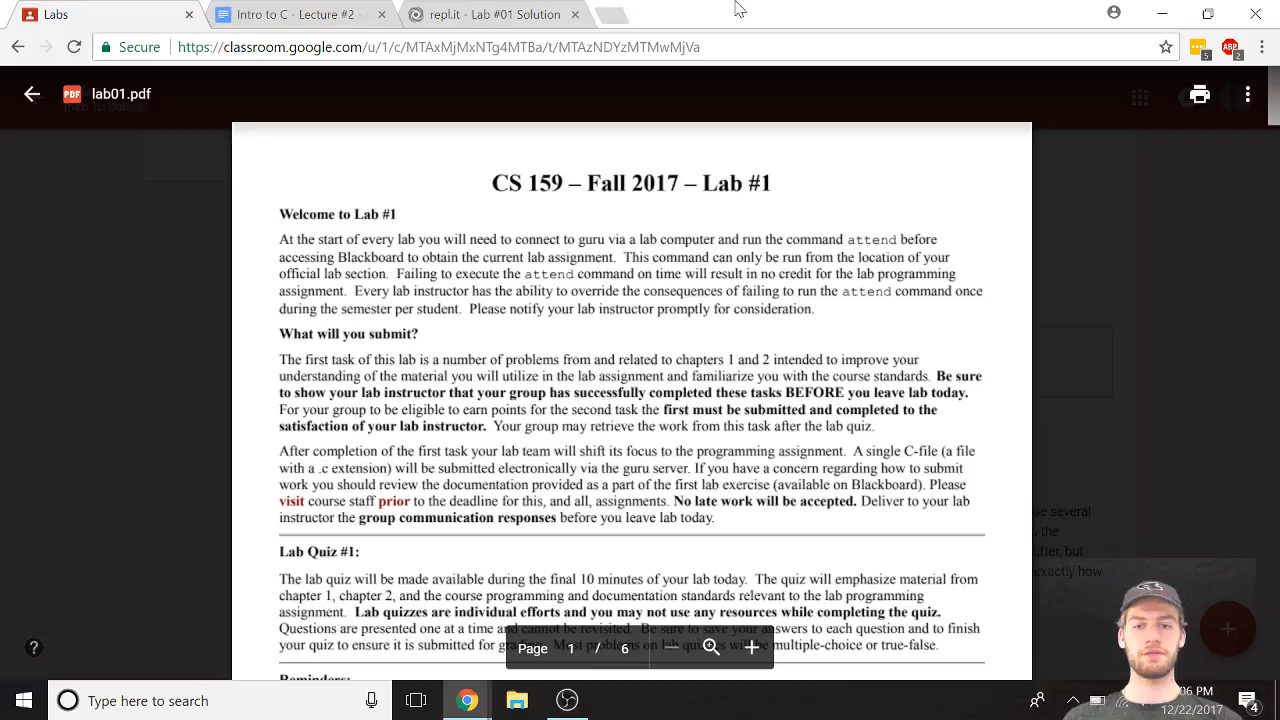 Labs
Intro to C - Lecture #2
repl.it - Lab #01 Solution
Secure
https://classroom.google.com/u/1/c/MTAxMjMxNTg4MTBa/t/MTAzNDYzMTMwMjVa
5
ABP
2
PDF lab01.pdf
CS 159 – Fall 2017 – Lab #1
Welcome to Lab #1
At the start of every lab you will need to connect to guru via a lab computer and run the command attend before
accessing Blackboard to obtain the current lab assignment. This command can only be run from the location of your
official lab section. Failing to execute the attend command on time will result in no credit for the lab programming
assignment. Every lab instructor has the ability to override the consequences of failing to run the attend command once
during the semester per student. Please notify your lab instructor promptly for consideration.
What will you submit?
The first task of this lab is a number of problems from and related to chapters 1 and 2 intended to improve your
understanding of the material you will utilize in the lab assignment and familiarize you with the course standards. Be sure
to show your lab instructor that your group has successfully completed these tasks BEFORE you leave lab today.
For your group to be eligible to earn points for the second task the first must be submitted and completed to the
satisfaction of your lab instructor. Your group may retrieve the work from this task after the lab quiz.
After completion of the first task your lab team will shift its focus to the programming assignment. A single C-file (a file
with a .c extension) will be submitted electronically via the guru server. If you have a concern regarding how to submit
work you should review the documentation provided as a part of the first lab exercise (available on Blackboard). Please
visit course staff prior to the deadline for this, and all, assignments. No late work will be accepted. Deliver to your lab
instructor the group communication responses before you leave lab today.
Lab Quiz #1:
The lab quiz will be made available during the final 10 minutes of your lab today. The quiz will emphasize material from
chapter 1, chapter 2, and the course programming and documentation standards relevant to the lab programming
assignment. Lab quizzes are individual efforts and you may not use any resources while completing the quiz.
Questions are presented one at a time and cannot be revisited. Be sure to save your answers to each question and to finish
your quiz to ensure it is submitted for Most problems on lab will be multiple-choice or true-false.
Page 1 / 6
Reminders:
several
the
after, but
exactly how
Type here to search
06 PM
12/22/2017
4